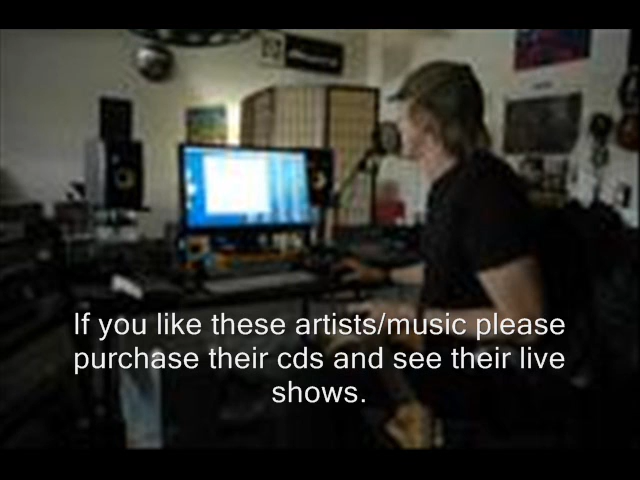 If you like these artists/music please
purchase their cds and see their live
shows.